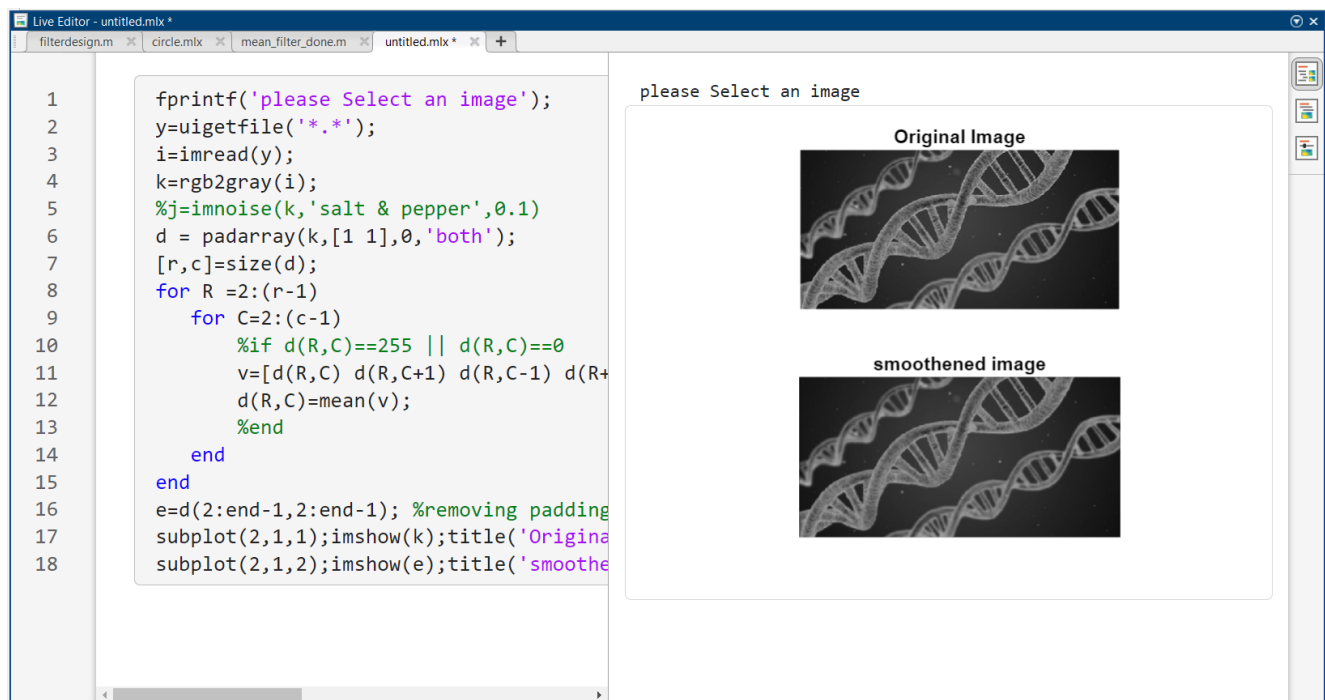 Live Editor - untitled.mlx *
filterdesign.m circle.mlx mean_filter_done.m untitled.mlx * +
1 fprintf('please Select an image');
2 y=uigetfile('*.*');
3 i=imread(y);
4 k=rgb2gray(i);
5 %j=imnoise(k,'salt & pepper',0.1)
6 d = padarray(k,[1 1],0,'both');
7 [r,c]=size(d);
8 for R =2:(r-1)
9 for C=2:(c-1)
10 %if d(R,C)==255 || d(R,C)==0
11 v=[d(R,C) d(R,C+1) d(R,C-1) d(R+
12 d(R,C)=mean(v);
13 %end
14 end
15 end
16 e=d(2:end-1,2:end-1); %removing padding
17 subplot(2,1,1);imshow(k);title('Origina
18 subplot(2,1,2);imshow(e);title('smoothe
please Select an image
Original Image
smoothened image